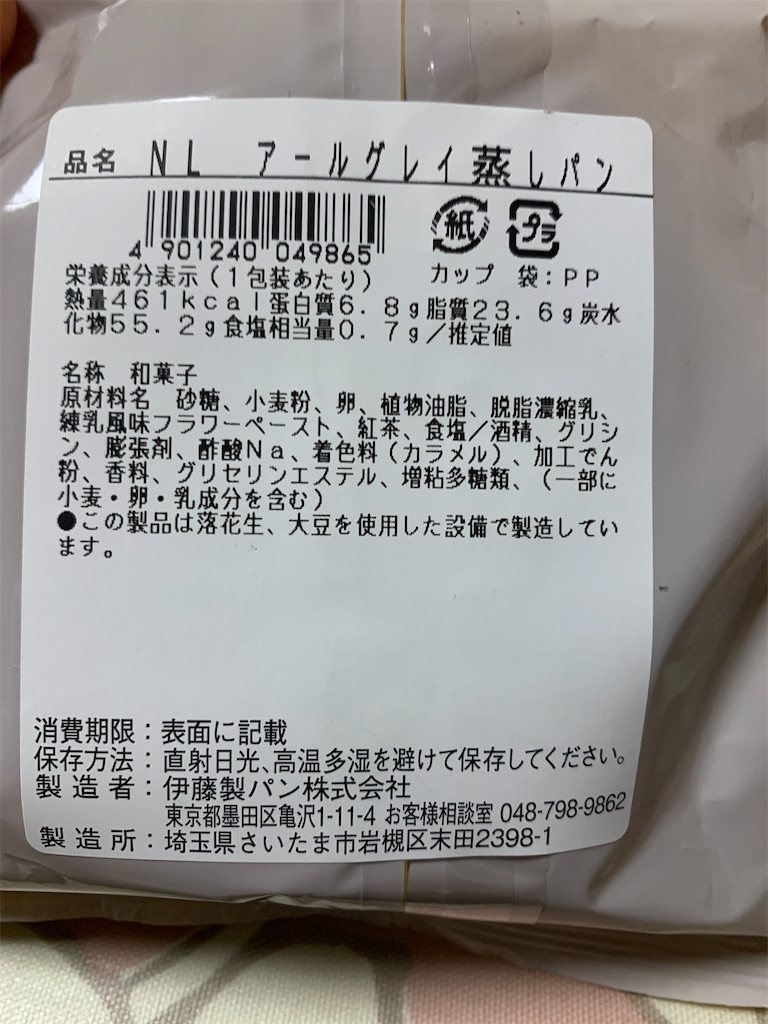 品名 NL アールグレイ蒸しパン
4 901240 049865
紙 プラ
栄養成分表示(1包装あたり) カップ 袋:PP
熱量461kcal蛋白質6.8g脂質23.6g炭水
化物55.2g食塩相当量0.7g/推定値
名称 和菓子
原材料名 砂糖、小麦粉、卵、植物油脂、脱脂濃縮乳、
練乳風味フラワーペースト、紅茶、食塩/酒精、グリシ
ン、膨張剤、酢酸Na、着色料(カラメル)、加工でん
粉、香料、グリセリンエステル、増粘多糖類、(一部に
小麦・卵・乳成分を含む)
●この製品は落花生、大豆を使用した設備で製造してい
ます。
消費期限:表面に記載
保存方法:直射日光、高温多湿を避けて保存してください。
製造者:伊藤製パン株式会社
東京都墨田区亀沢1-11-4 お客様相談室 048-798-9862
製造所:埼玉県さいたま市岩槻区末田2398-1